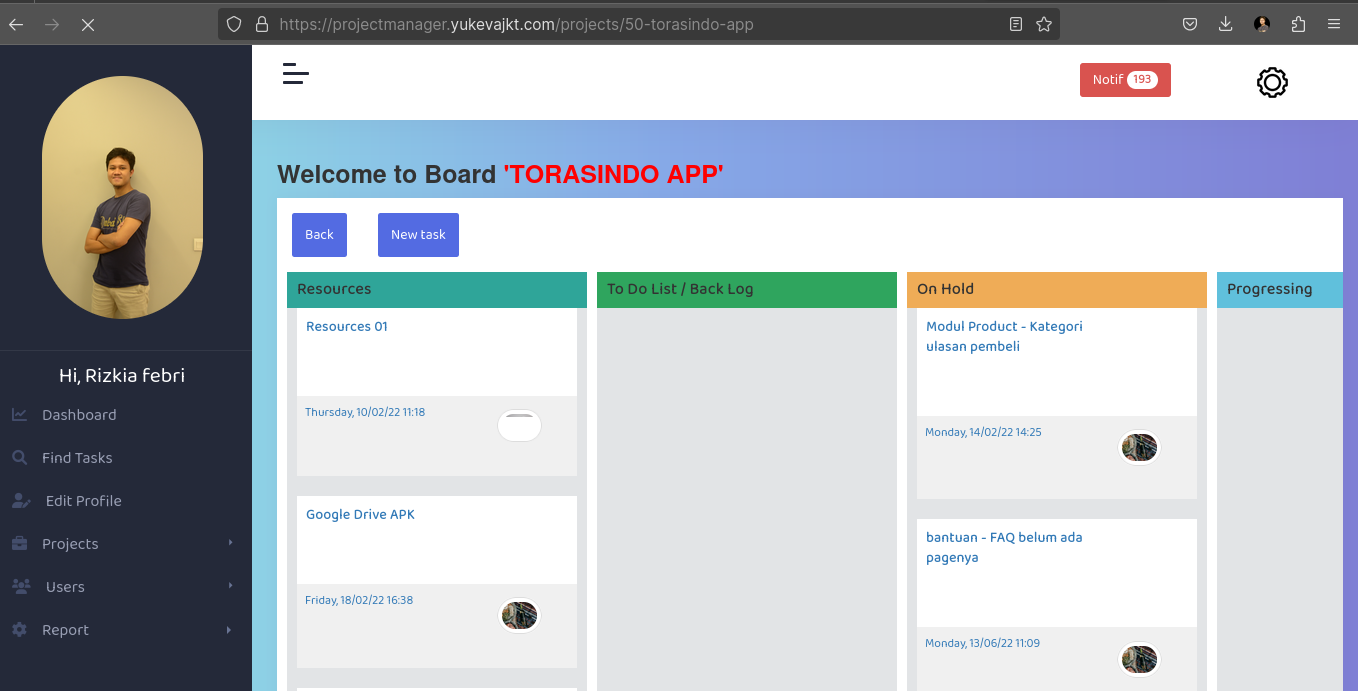 https://projectmanager.yukevajkt.com/projects/50-torasindo-app
Notif 193
Hi, Rizkia febri
Dashboard
Find Tasks
Edit Profile
Projects
Users
Report
Welcome to Board 'TORASINDO APP'
Back
New task
Resources
Resources 01
Thursday, 10/02/22 11:18
Google Drive APK
Friday, 18/02/22 16:38
To Do List / Back Log
On Hold
Modul Product - Kategori
ulasan pembeli
Monday, 14/02/22 14:25
bantuan - FAQ belum ada
pagenya
Monday, 13/06/22 11:09
Progressing